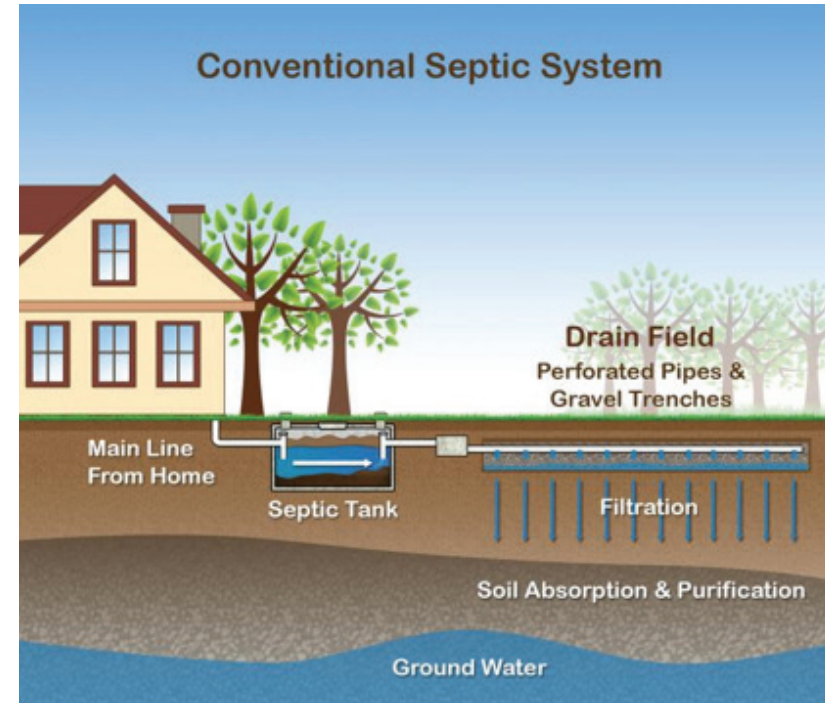 Conventional Septic System
Drain Field
Perforated Pipes &
Gravel Trenches
Main Line
From Home
Septic Tank
Filtration
Soil Absorption & Purification
Ground Water